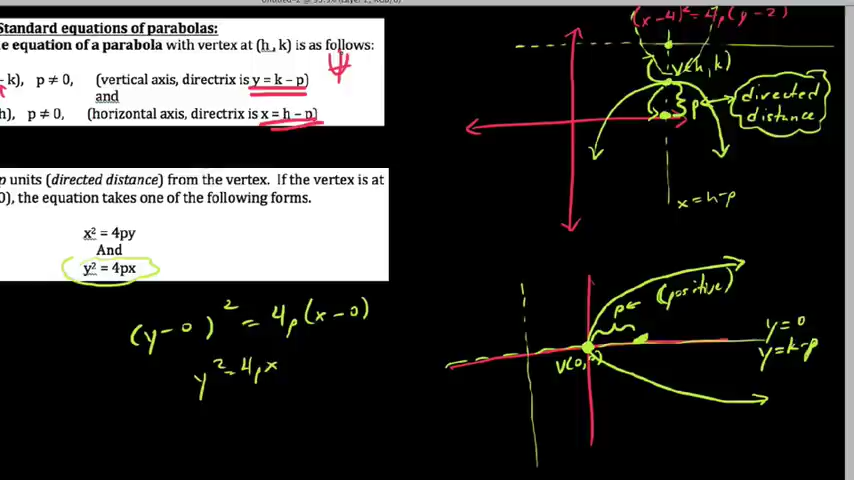 Standard equations of parabolas:
e equation of a parabola with vertex at (h , k) is as follows:
k), p ≠ 0, (vertical axis, directrix is y = k – p)
and
h), p ≠ 0, (horizontal axis, directrix is x = h – p)
p units (directed distance) from the vertex. If the vertex is at
0), the equation takes one of the following forms.
x² = 4py
And
y² = 4px
(y-0)² = 4p(x-0)
y² = 4px
(x-4)² = 4p(y-2)
V(h, k)
p
directed
distance
x = h-p
p
(positive)
y = 0
y = k-p